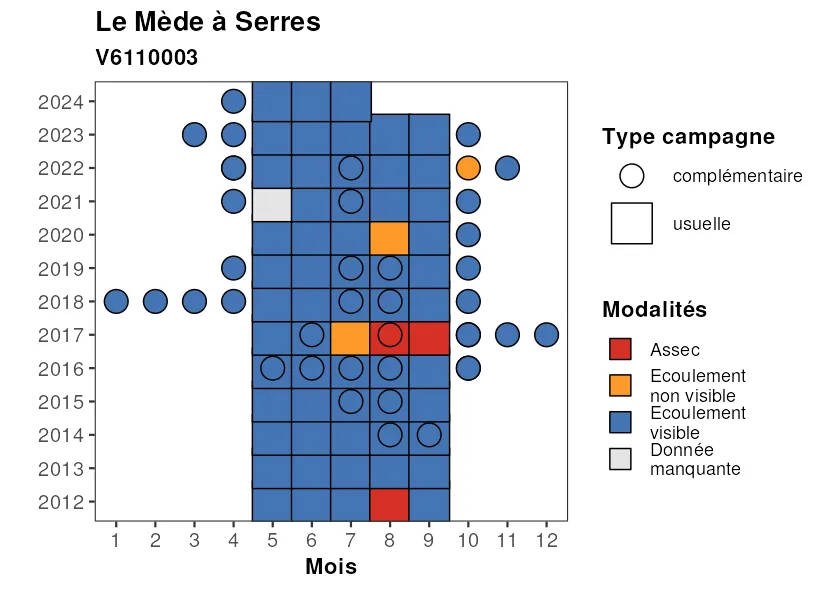 Le Mède à Serres
V6110003
2024
2023
2022
2021
2020
2019
2018
2017
2016
2015
2014
2013
2012
1 2 3 4 5 6 7 8 9 10 11 12
Mois
Type campagne
complémentaire
usuelle
Modalités
Assec
Ecoulement
non visible
Ecoulement
visible
Donnée
manquante